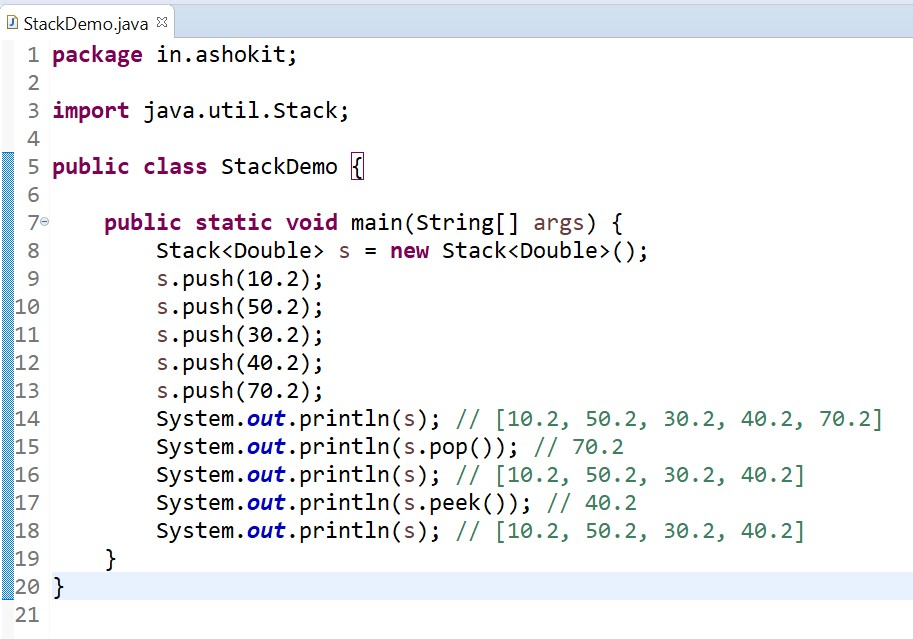 StackDemo.java
1 package in.ashokit;
2
3 import java.util.Stack;
4
5 public class StackDemo {
6
7     public static void main(String[] args) {
8         Stack<Double> s = new Stack<Double>();
9         s.push(10.2);
10         s.push(50.2);
11         s.push(30.2);
12         s.push(40.2);
13         s.push(70.2);
14         System.out.println(s); // [10.2, 50.2, 30.2, 40.2, 70.2]
15         System.out.println(s.pop()); // 70.2
16         System.out.println(s); // [10.2, 50.2, 30.2, 40.2]
17         System.out.println(s.peek()); // 40.2
18         System.out.println(s); // [10.2, 50.2, 30.2, 40.2]
19     }
20 }
21